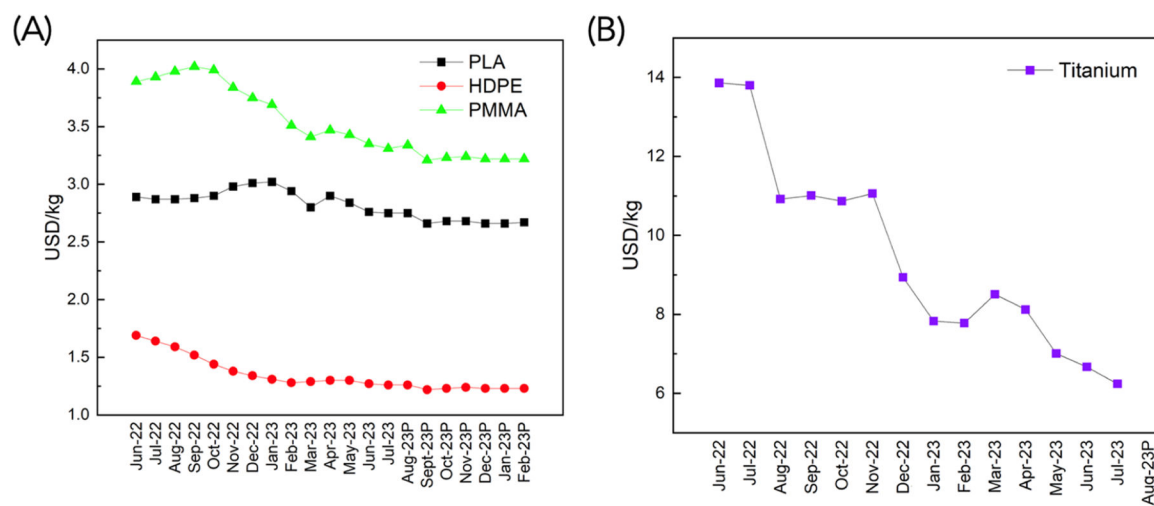 (A)
USD/kg
4.0
3.5
3.0
2.5
2.0
1.5
1.0
PLA
HDPE
PMMA
Jun-22
Jul-22
Aug-22
Sep-22
Oct-22
Nov-22
Dec-22
Jan-23
Feb-23
Mar-23
Apr-23
May-23
Jun-23
Jul-23
Aug-23P
Sept-23P
Oct-23P
Nov-23P
Dec-23P
Jan-23P
Feb-23P
(B)
USD/kg
14
12
10
8
6
Titanium
Jun-22
Jul-22
Aug-22
Sep-22
Oct-22
Nov-22
Dec-22
Jan-23
Feb-23
Mar-23
Apr-23
May-23
Jun-23
Jul-23
Aug-23P